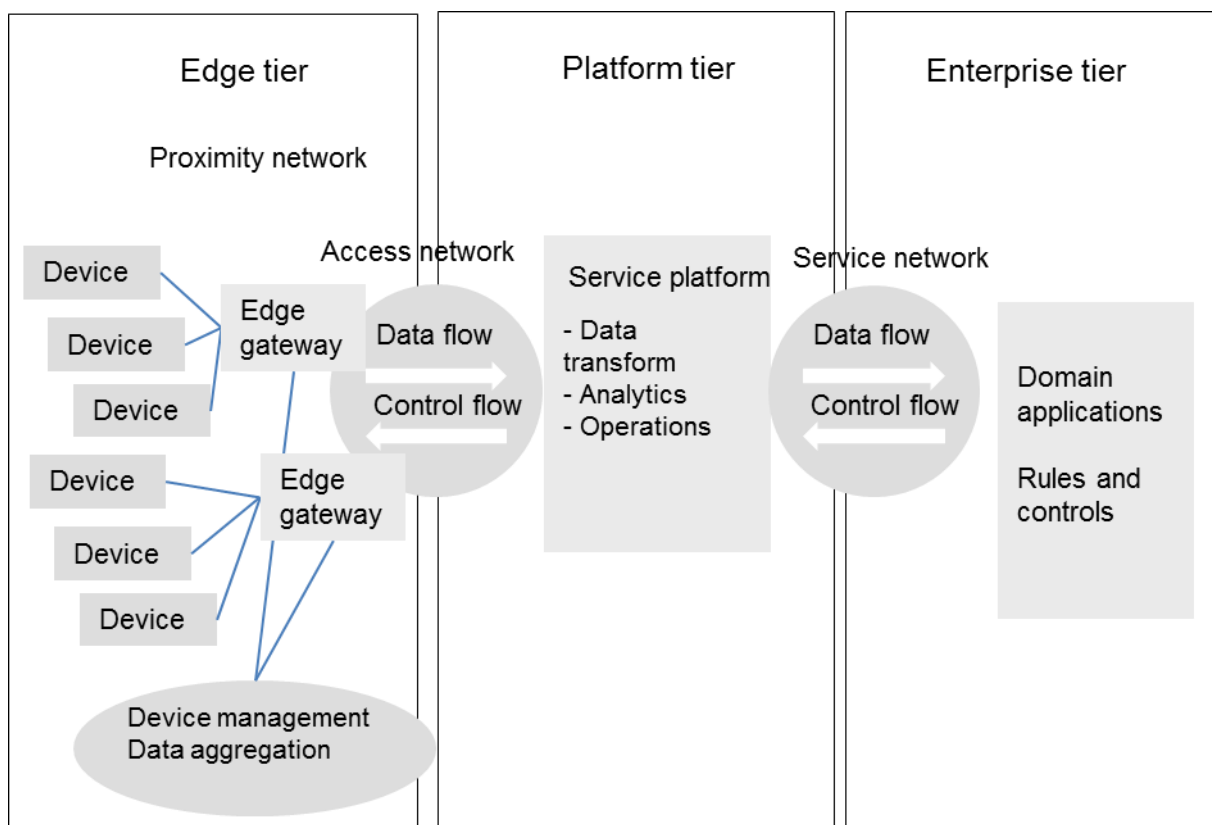 Edge tier
Platform tier
Enterprise tier
Proximity network
Access network
Service network
Device
Device
Device
Edge
gateway
Device
Device
Device
Edge
gateway
Device management
Data aggregation
Data flow
Control flow
Service platform
- Data
transform
- Analytics
- Operations
Data flow
Control flow
Domain
applications
Rules and
controls